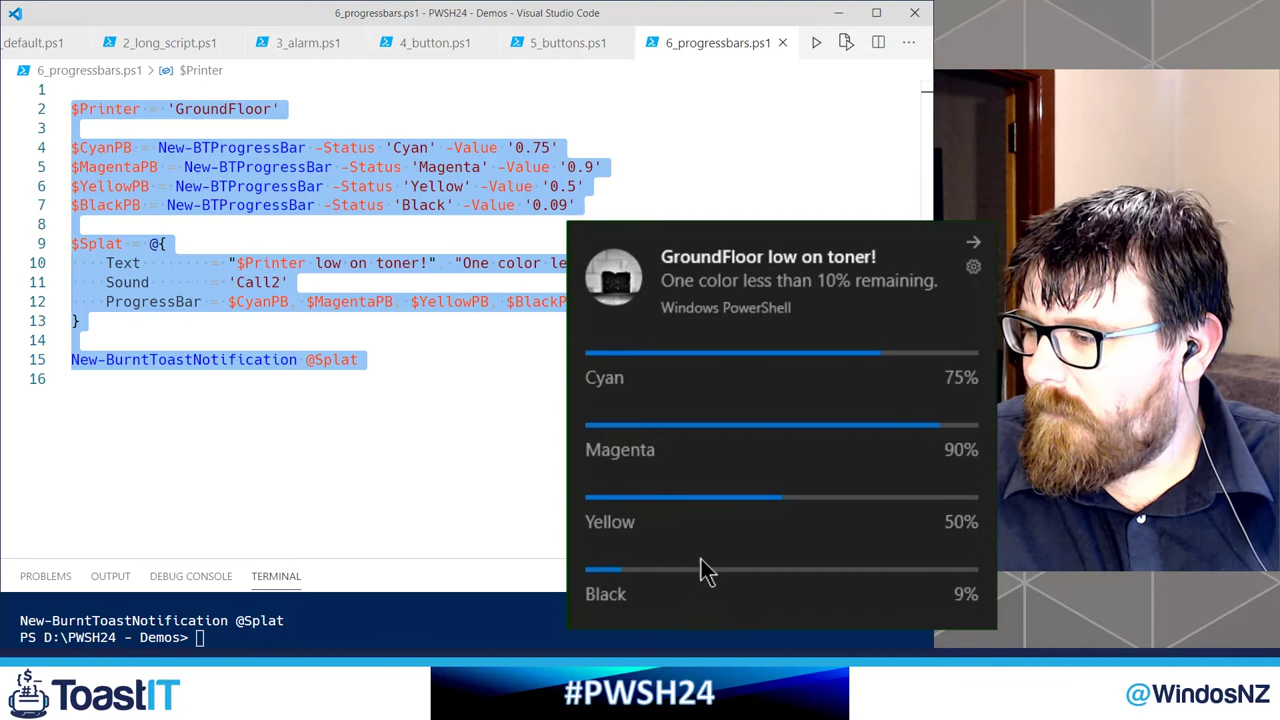 6_progressbars.ps1 - PWSH24 - Demos - Visual Studio Code
_default.ps1
2_long_script.ps1
3_alarm.ps1
4_button.ps1
5_buttons.ps1
6_progressbars.ps1
6_progressbars.ps1 > $Printer
1
2 $Printer = 'GroundFloor'
3
4 $CyanPB = New-BTProgressBar -Status 'Cyan' -Value '0.75'
5 $MagentaPB = New-BTProgressBar -Status 'Magenta' -Value '0.9'
6 $YellowPB = New-BTProgressBar -Status 'Yellow' -Value '0.5'
7 $BlackPB = New-BTProgressBar -Status 'Black' -Value '0.09'
8
9 $Splat = @{
10 Text = "$Printer low on toner!", "One color le
11 Sound = 'Call2'
12 ProgressBar = $CyanPB, $MagentaPB, $YellowPB, $BlackP
13 }
14
15 New-BurntToastNotification @Splat
16
GroundFloor low on toner!
One color less than 10% remaining.
Windows PowerShell
Cyan 75%
Magenta 90%
Yellow 50%
Black 9%
PROBLEMS OUTPUT DEBUG CONSOLE TERMINAL
New-BurntToastNotification @Splat
PS D:\PWSH24 - Demos>
ToastIT
#PWSH24
@WindosNZ